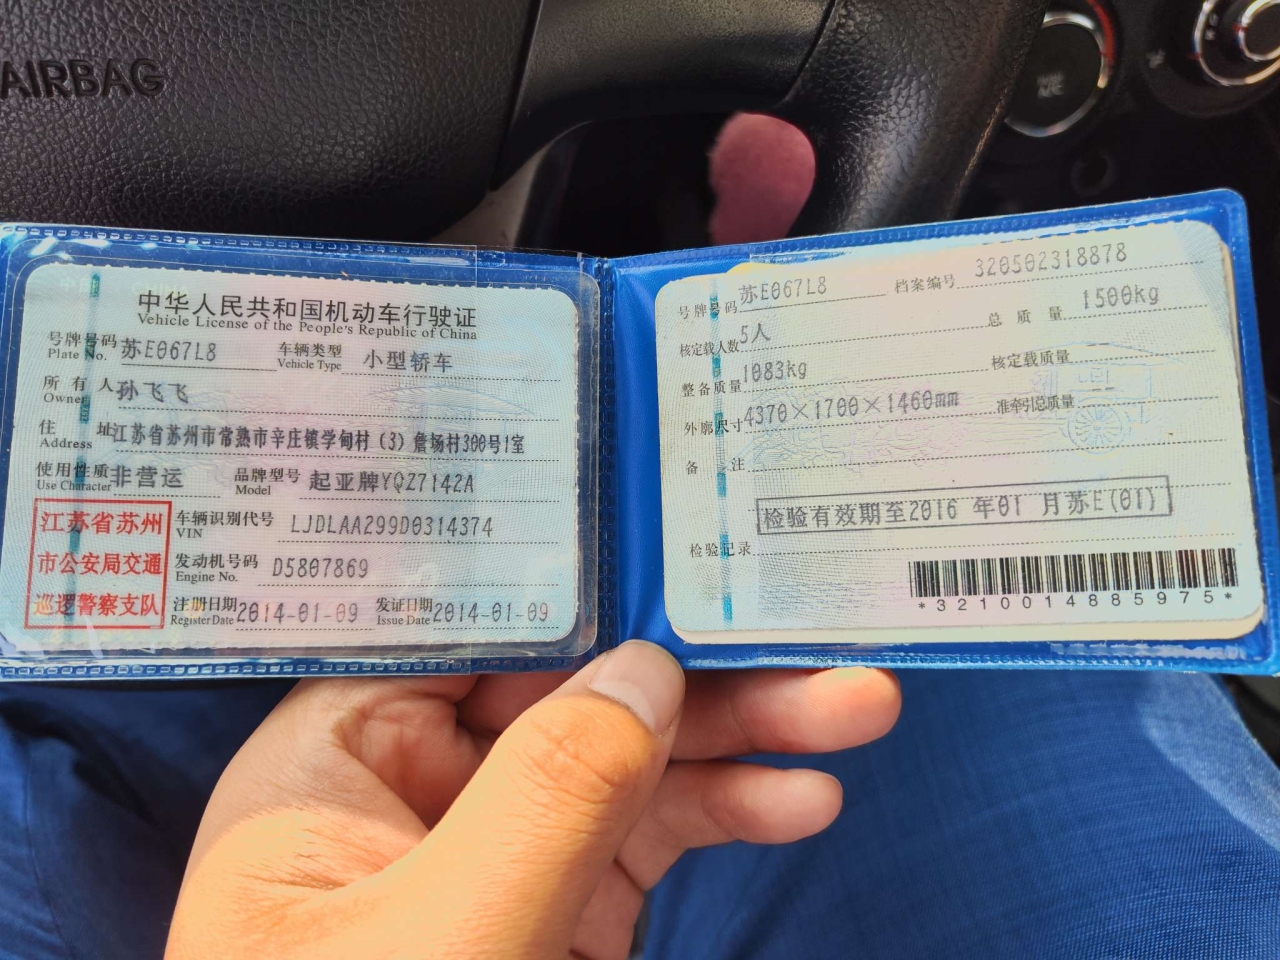 AIRBAG
中华人民共和国机动车行驶证
Vehicle License of the People's Republic of China
号牌号码 苏E067L8 车辆类型 小型轿车
Plate No. Vehicle Type
所有人 孙飞飞
Owner
住址 江苏省苏州市常熟市辛庄镇学甸村(3)詹场村300号1室
Address
使用性质 非营运 品牌型号 起亚牌YQZ7142A
Use Character Model
江苏省苏州
市公安局交通
巡逻警察支队
车辆识别代号 LJDLAA299D0314374
VIN
发动机号码 D5807869
Engine No.
注册日期 2014-01-09 发证日期 2014-01-09
Register Date Issue Date
号牌号码 苏E067L8 档案编号 320502318878
核定载人数 5人 总质量 1500kg
整备质量 1083kg 核定载质量
外廓尺寸 4370×1700×1460mm 准牵引总质量
备注
检验有效期至2016 年01 月苏E(01)
检验记录
*3210014885975*